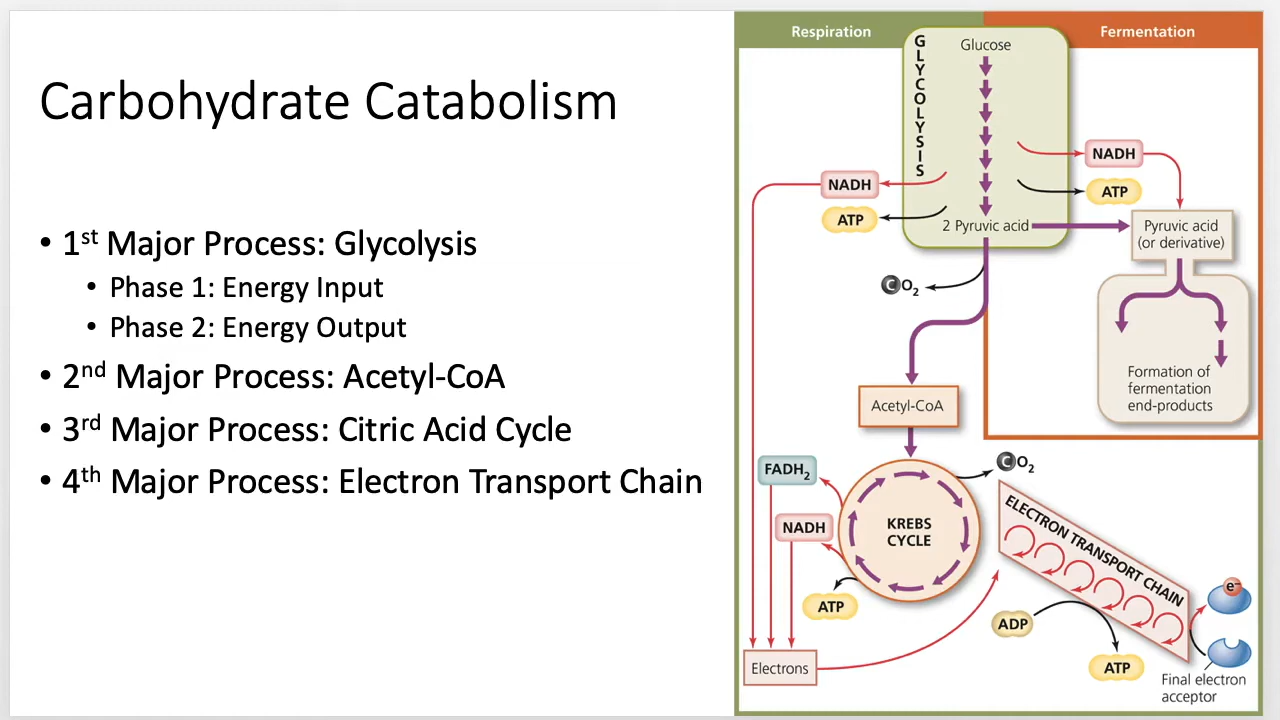 Carbohydrate Catabolism
• 1st Major Process: Glycolysis
• Phase 1: Energy Input
• Phase 2: Energy Output
• 2nd Major Process: Acetyl-CoA
• 3rd Major Process: Citric Acid Cycle
• 4th Major Process: Electron Transport Chain
Respiration
Fermentation
GLYCOLYSIS
Glucose
NADH
ATP
NADH
ATP
2 Pyruvic acid
Pyruvic acid
(or derivative)
CO2
Formation of
fermentation
end-products
Acetyl-CoA
CO2
FADH2
NADH
KREBS
CYCLE
ATP
ELECTRON TRANSPORT CHAIN
e–
ADP
ATP
Electrons
Final electron
acceptor